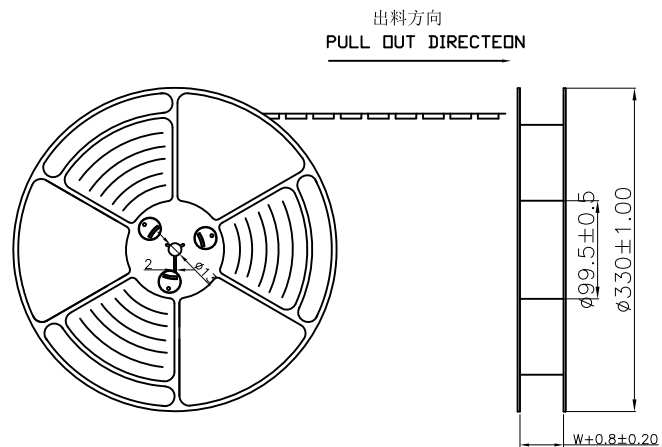 出料方向
PULL OUT DIRECTEON
2
Ø13
Ø99.5±0.5
Ø330±1.00
W+0.8±0.20